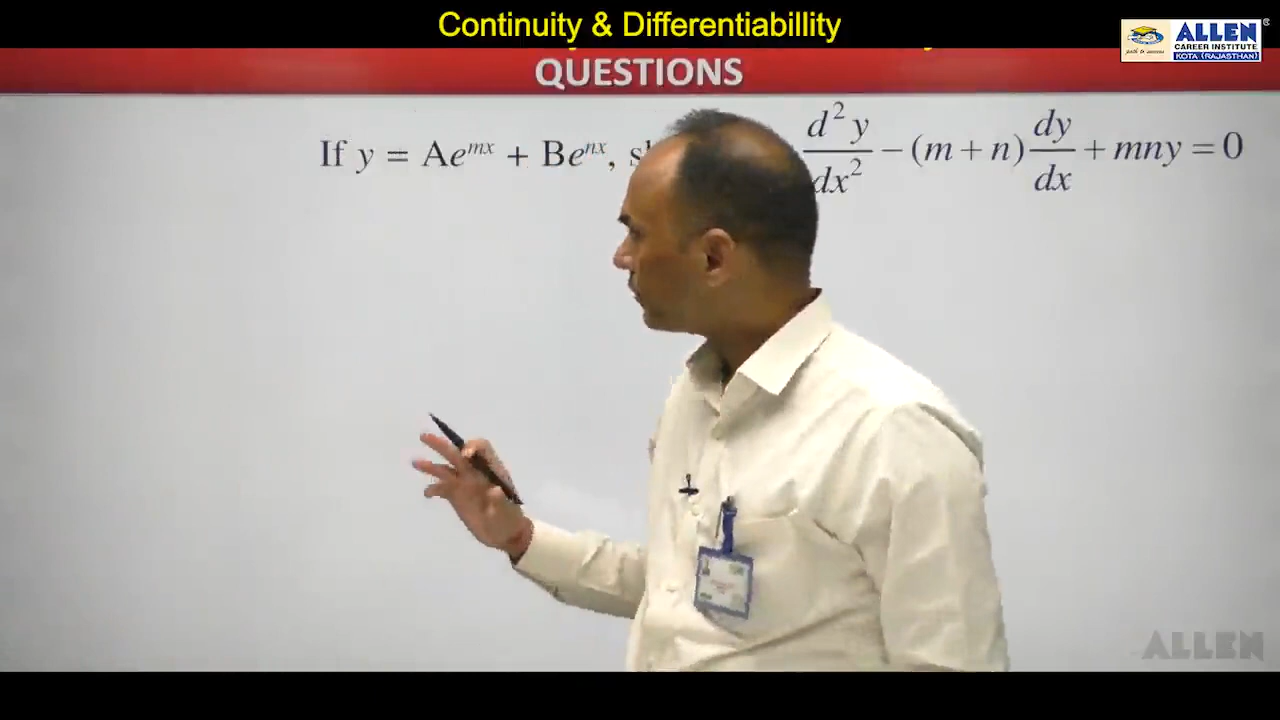 Continuity & Differentiabillity
ALLEN
CAREER INSTITUTE
KOTA (RAJASTHAN)
QUESTIONS
If y = Ae^{mx} + Be^{nx}, d²y/dx² − (m + n) dy/dx + mny = 0
ALLEN